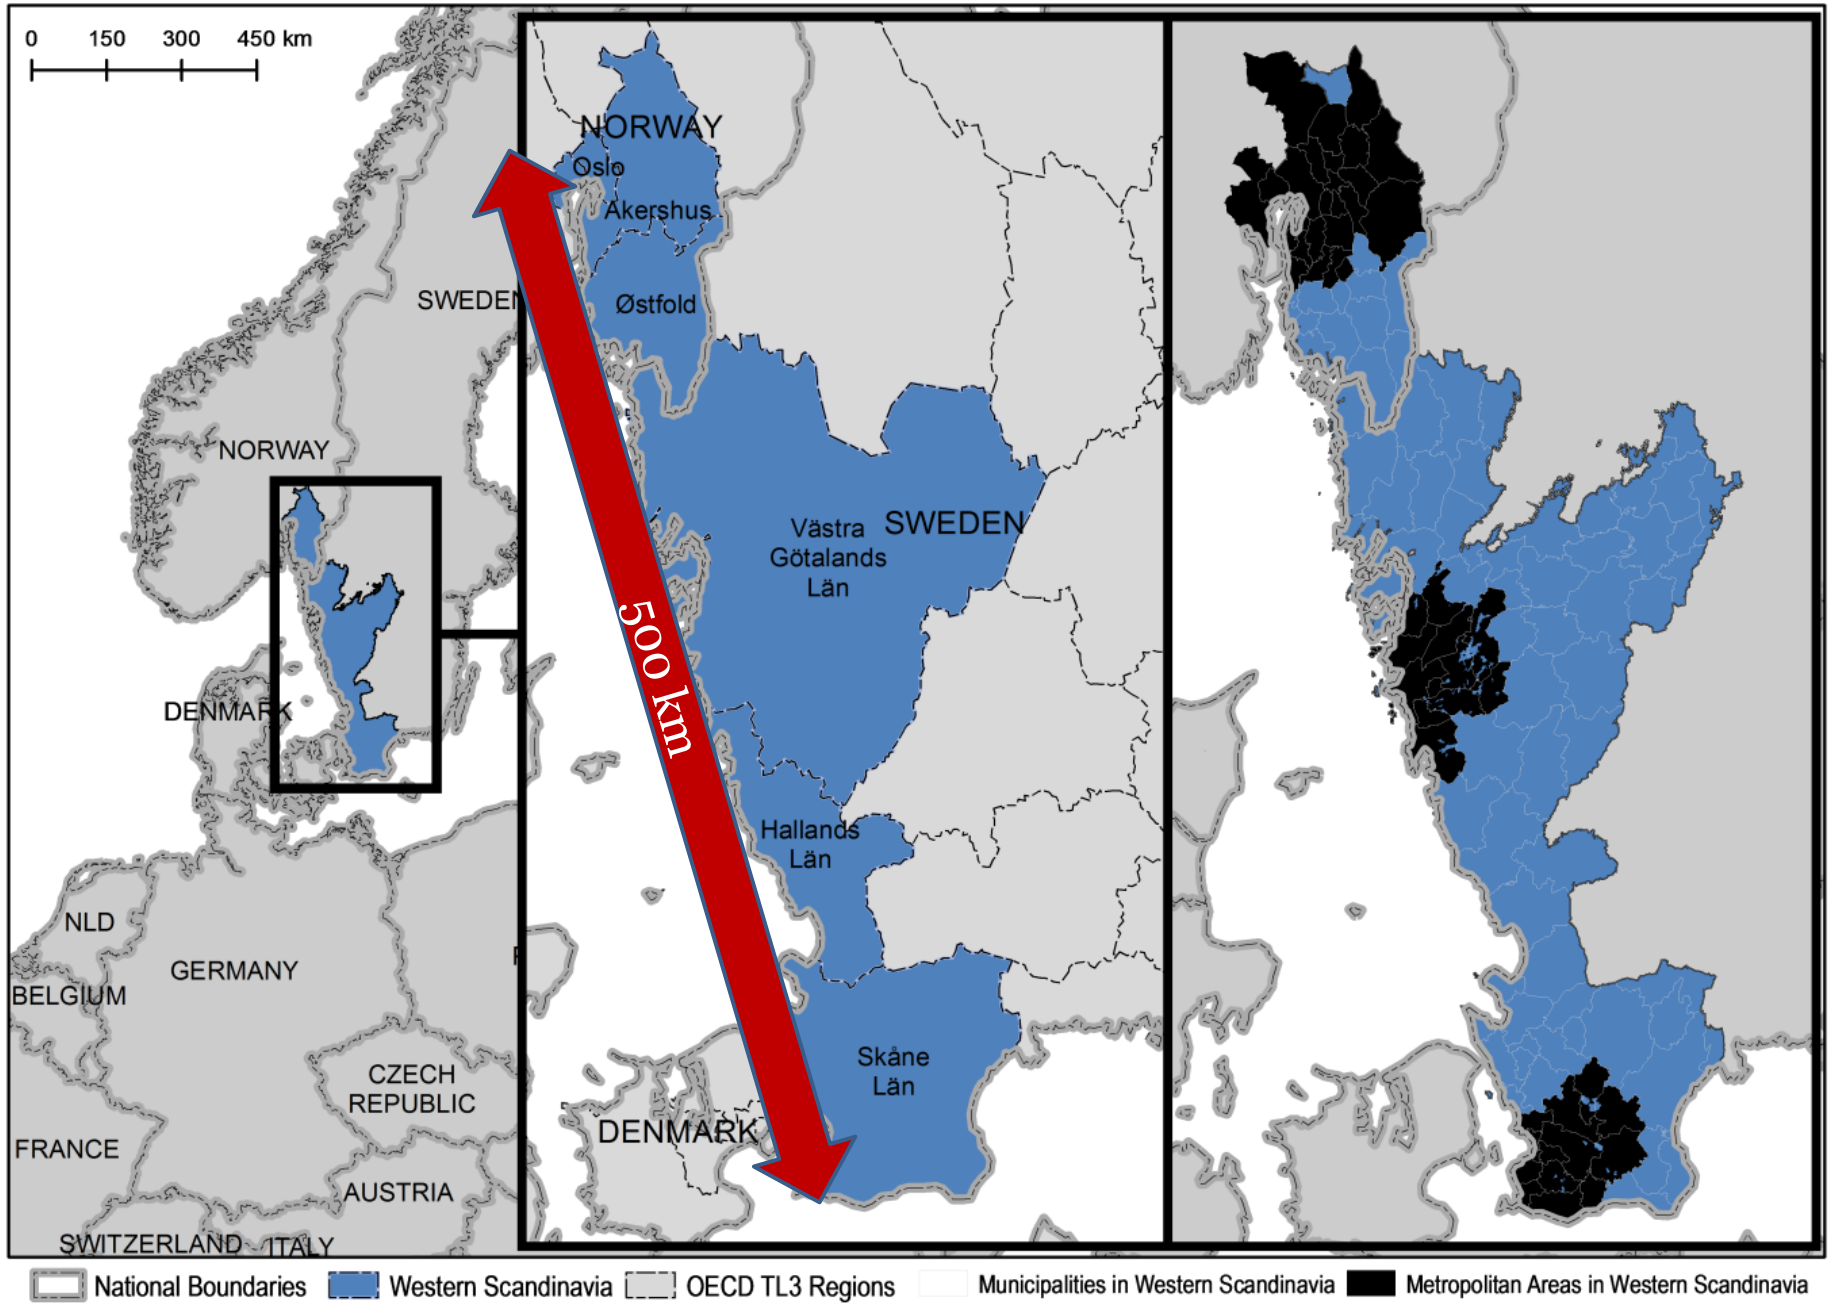 0 150 300 450 km
SWEDEN
NORWAY
DENMARK
NLD
GERMANY
BELGIUM
CZECH
REPUBLIC
FRANCE
AUSTRIA
SWITZERLAND
ITALY
NORWAY
Oslo
Akershus
Østfold
Västra
Götalands
Län
SWEDEN
500 km
Hallands
Län
Skåne
Län
DENMARK
National Boundaries
Western Scandinavia
OECD TL3 Regions
Municipalities in Western Scandinavia
Metropolitan Areas in Western Scandinavia